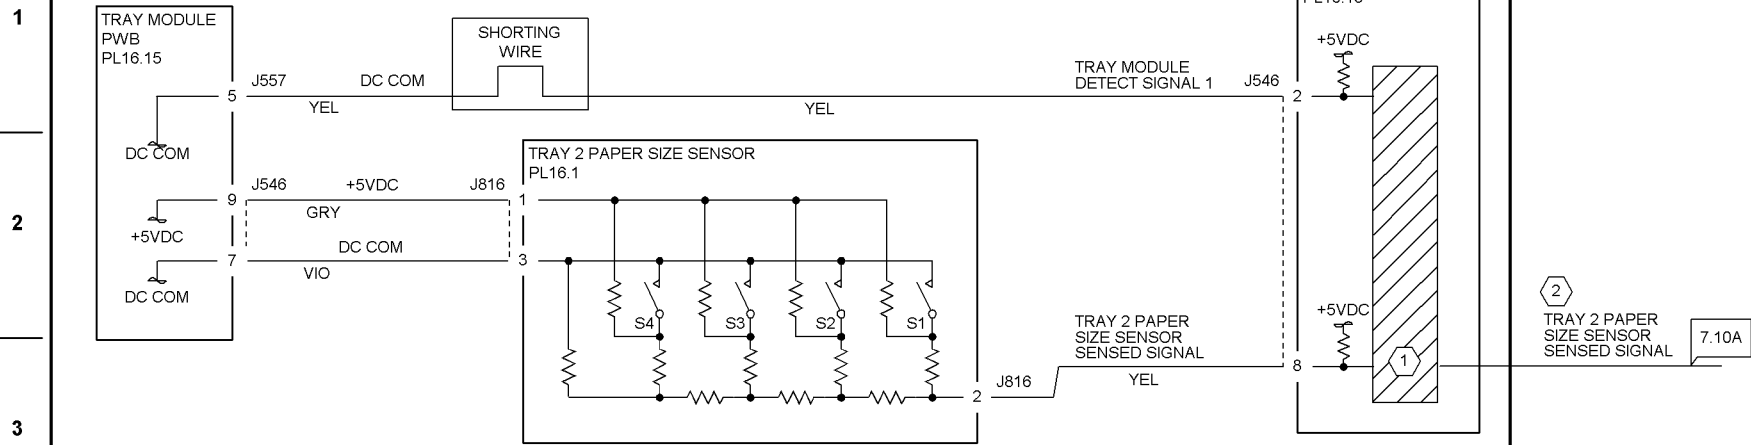 1
TRAY MODULE
PWB
PL16.15
J557
5
DC COM
YEL
SHORTING
WIRE
YEL
TRAY MODULE
DETECT SIGNAL 1
J546
2
+5VDC
DC COM
TRAY 2 PAPER SIZE SENSOR
PL16.1
2
9
J546
+5VDC
J816
1
GRY
+5VDC
7
DC COM
3
VIO
DC COM
S4
S3
S2
S1
+5VDC
TRAY 2 PAPER
SIZE SENSOR
SENSED SIGNAL
YEL
8
1
2
TRAY 2 PAPER
SIZE SENSOR
SENSED SIGNAL
7.10A
2
J816
3